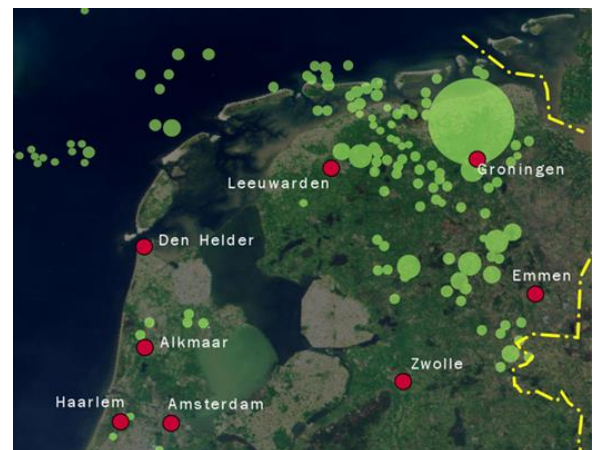 Groningen
Leeuwarden
Den Helder
Emmen
Alkmaar
Zwolle
Haarlem
Amsterdam